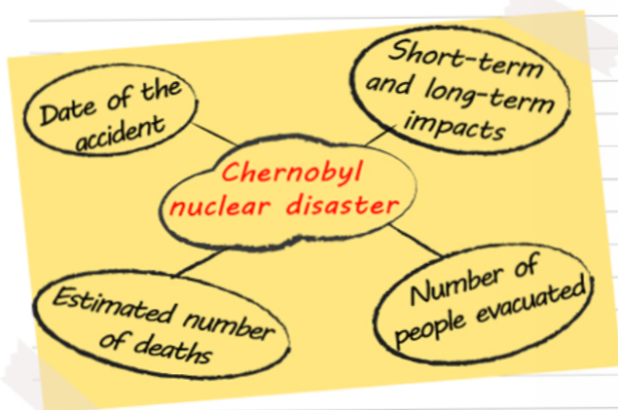 Date of the
accident
Short-term
and long-term
impacts
Chernobyl
nuclear disaster
Estimated number
of deaths
Number of
people evacuated